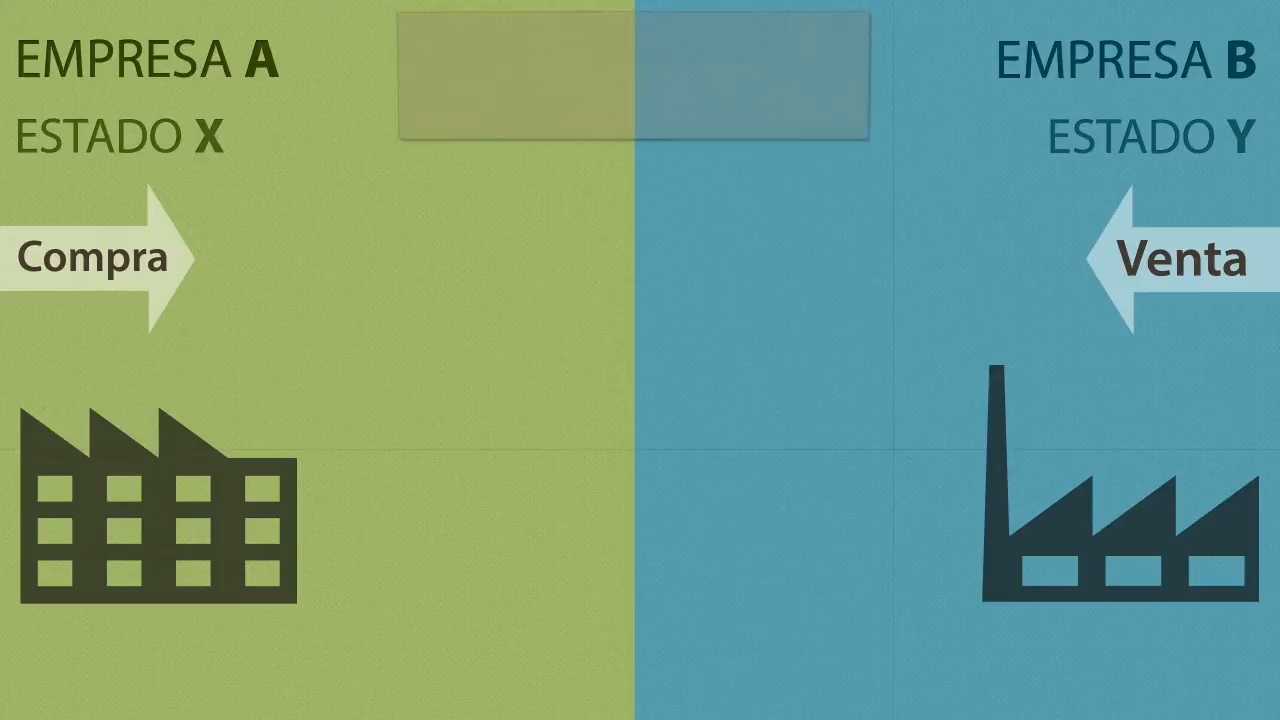 EMPRESA A
ESTADO X
Compra
EMPRESA B
ESTADO Y
Venta